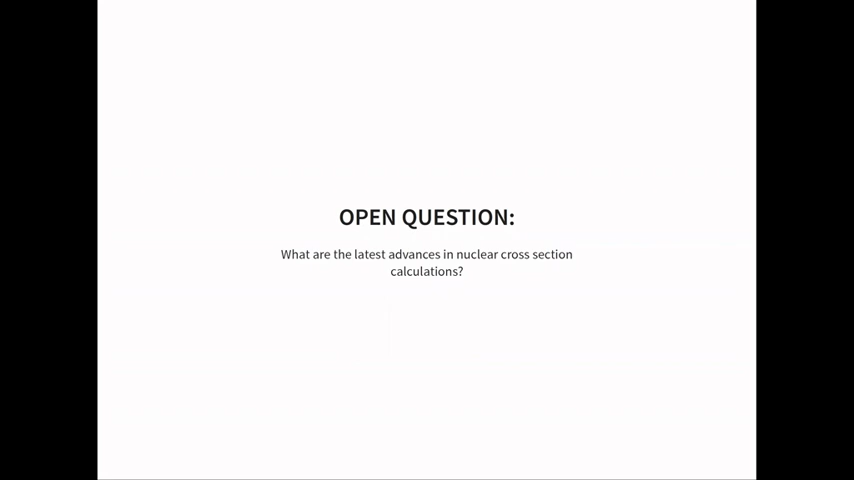 OPEN QUESTION:
What are the latest advances in nuclear cross section
calculations?